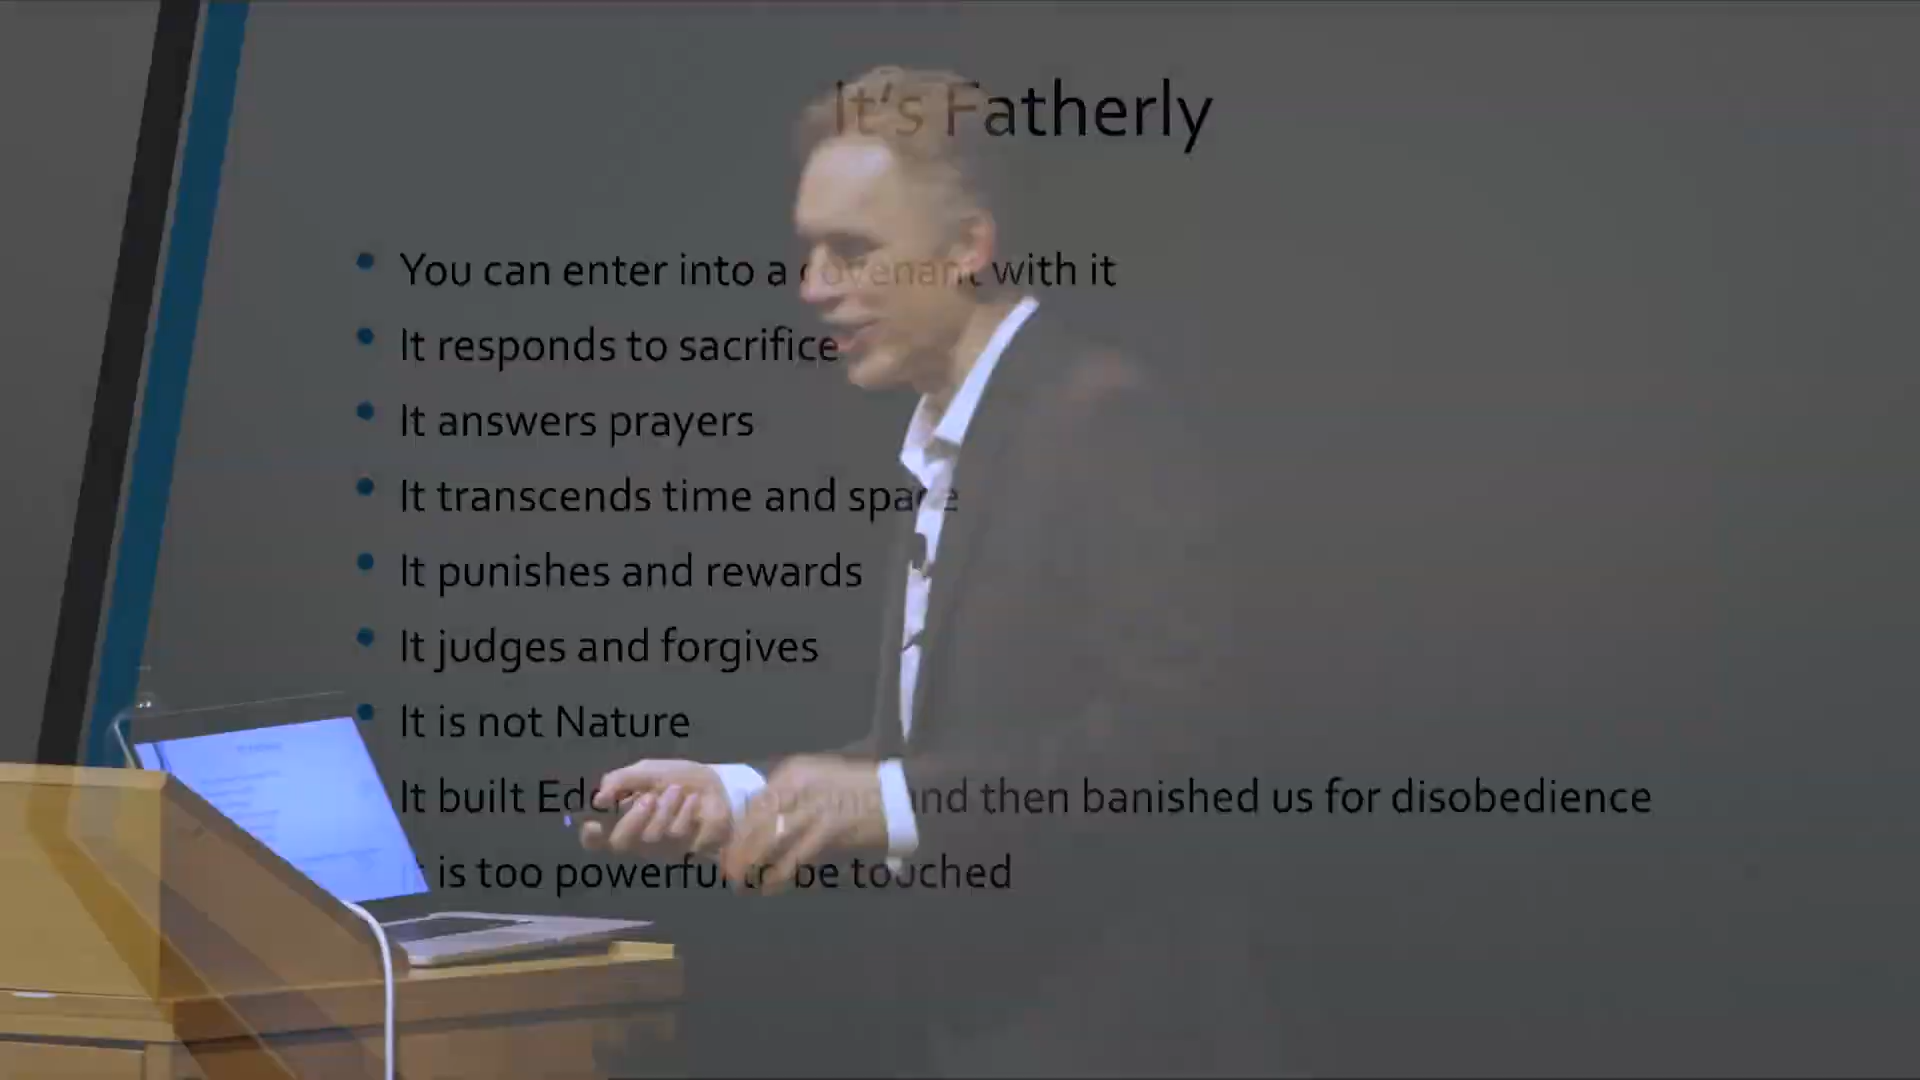 It's Fatherly
You can enter into a covenant with it
It responds to sacrifice
It answers prayers
It transcends time and space
It punishes and rewards
It judges and forgives
It is not Nature
It built Eden and then banished us for disobedience
It is too powerful to be touched